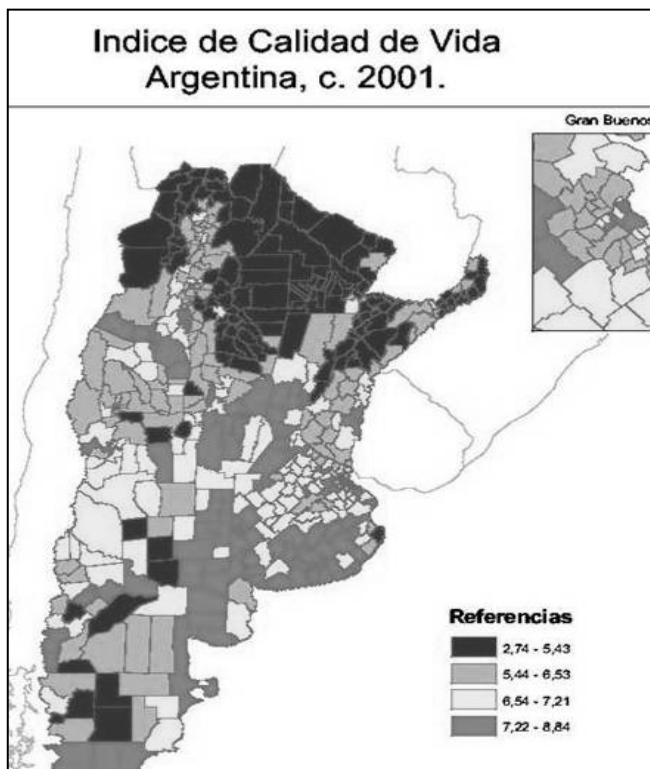 Indice de Calidad de Vida
Argentina, c. 2001.
Gran Buenos
Referencias
2,74 - 5,43
5,44 - 6,53
6,54 - 7,21
7,22 - 8,84